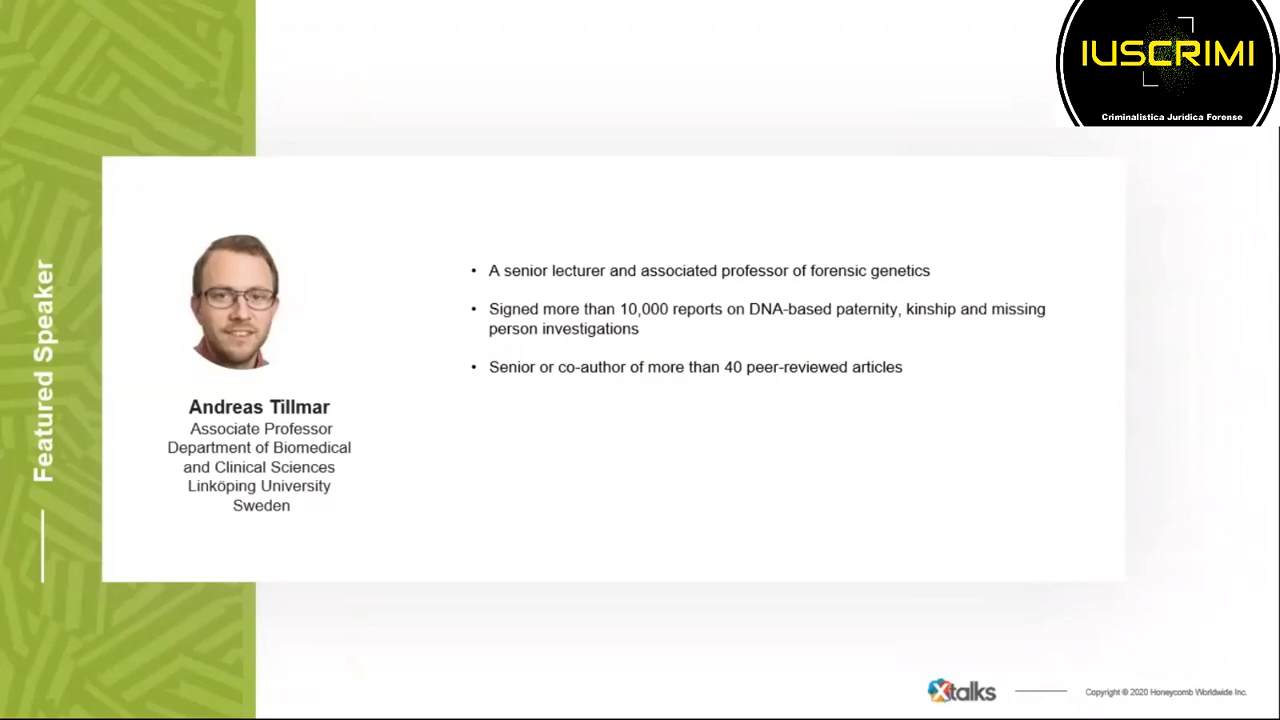 IUSCRIMI
Criminalistica Jurídica Forense
Featured Speaker
• A senior lecturer and associated professor of forensic genetics
• Signed more than 10,000 reports on DNA-based paternity, kinship and missing
person investigations
• Senior or co-author of more than 40 peer-reviewed articles
Andreas Tillmar
Associate Professor
Department of Biomedical
and Clinical Sciences
Linköping University
Sweden
Xtalks
Copyright © 2020 Honeycomb Worldwide Inc.